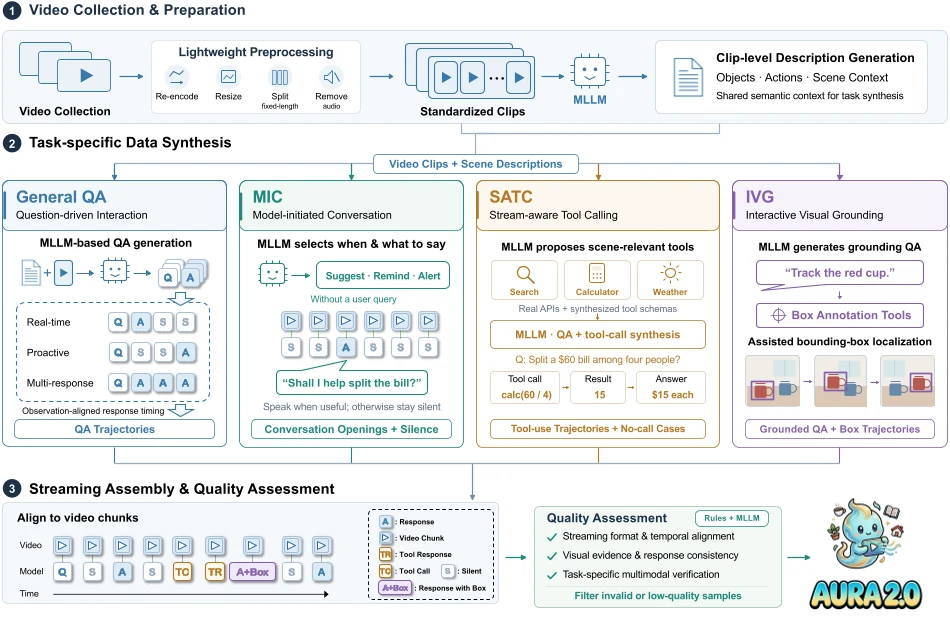 1 Video Collection & Preparation
Video Collection
Lightweight Preprocessing
Re-encode
Resize
Split
fixed-length
Remove
audio
Standardized Clips
MLLM
Clip-level Description Generation
Objects · Actions · Scene Context
Shared semantic context for task synthesis
2 Task-specific Data Synthesis
Video Clips + Scene Descriptions
General QA
Question-driven Interaction
MLLM-based QA generation
+
Q A
Real-time Q A S S
Proactive Q S S A
Multi-response Q A A A
Observation-aligned response timing
QA Trajectories
MIC
Model-initiated Conversation
MLLM selects when & what to say
Suggest · Remind · Alert
Without a user query
S S A S S S
“Shall I help split the bill?”
Speak when useful; otherwise stay silent
Conversation Openings + Silence
SATC
Stream-aware Tool Calling
MLLM proposes scene-relevant tools
Search
Calculator
Weather
Real APIs + synthesized tool schemas
MLLM · QA + tool-call synthesis
Q: Split a $60 bill among four people?
Tool call
calc(60 / 4)
Result
15
Answer
$15 each
Tool-use Trajectories + No-call Cases
IVG
Interactive Visual Grounding
MLLM generates grounding QA
“Track the red cup.”
Box Annotation Tools
Assisted bounding-box localization
Grounded QA + Box Trajectories
3 Streaming Assembly & Quality Assessment
Align to video chunks
Video
Model Q S A S TC TR A+Box S A
Time
A : Response
: Video Chunk
TR : Tool Response
TC : Tool Call S : Silent
A+Box : Response with Box
Quality Assessment
Rules + MLLM
Streaming format & temporal alignment
Visual evidence & response consistency
Task-specific multimodal verification
Filter invalid or low-quality samples
AURA 2.0